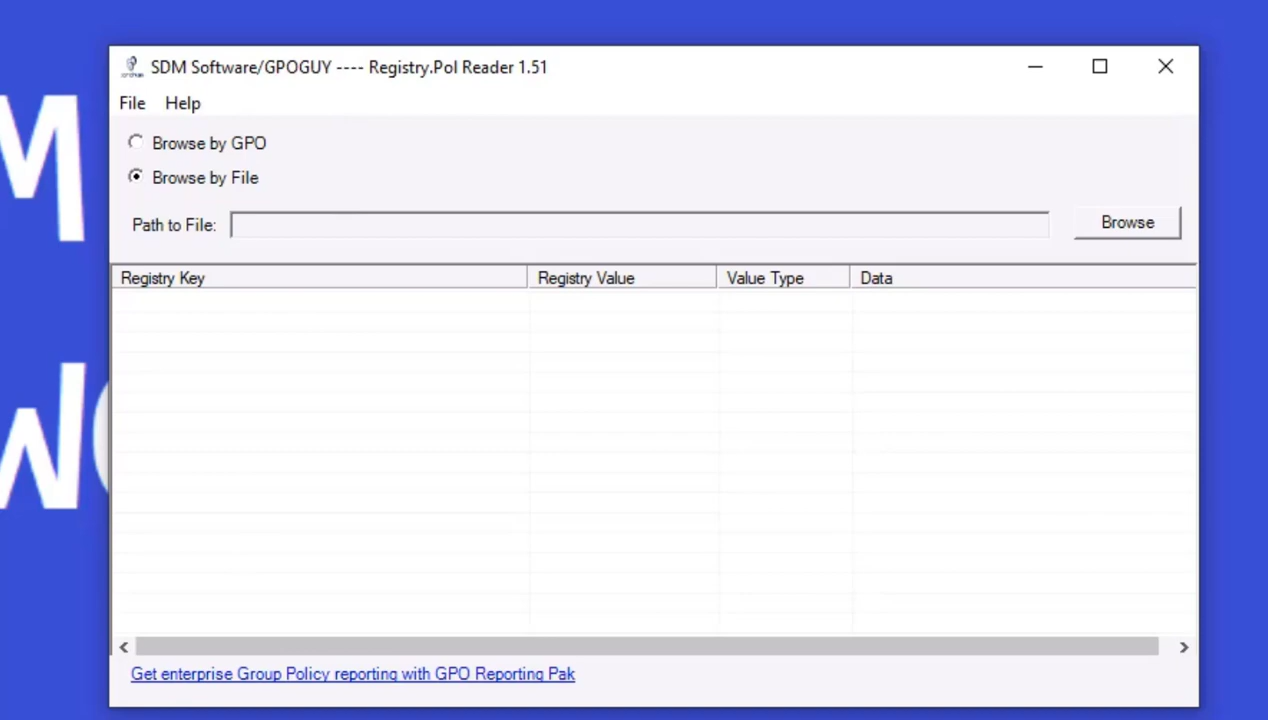 SDM Software/GPOGUY ---- Registry.Pol Reader 1.51
File Help
Browse by GPO
Browse by File
Path to File: Browse
Registry Key Registry Value Value Type Data
Get enterprise Group Policy reporting with GPO Reporting Pak
M
W